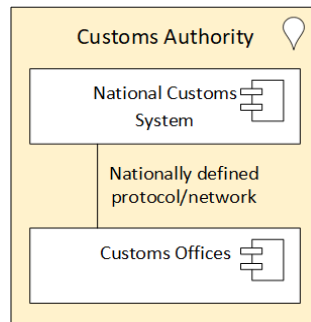 Customs Authority
National Customs
System
Nationally defined
protocol/network
Customs Offices